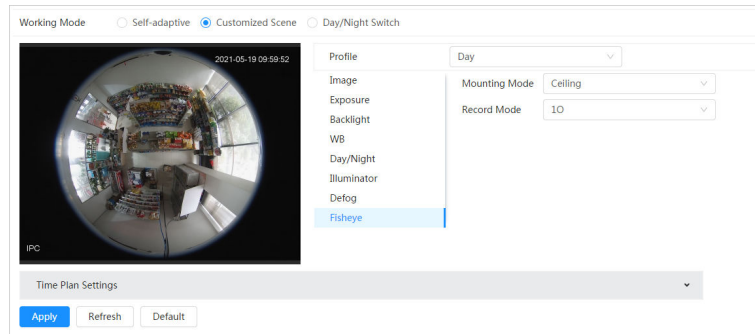 Working Mode Self-adaptive Customized Scene Day/Night Switch
2021-05-19 09:59:52
IPC
Profile Day
Image
Exposure
Backlight
WB
Day/Night
Illuminator
Defog
Fisheye
Mounting Mode Ceiling
Record Mode 1O
Time Plan Settings
Apply Refresh Default